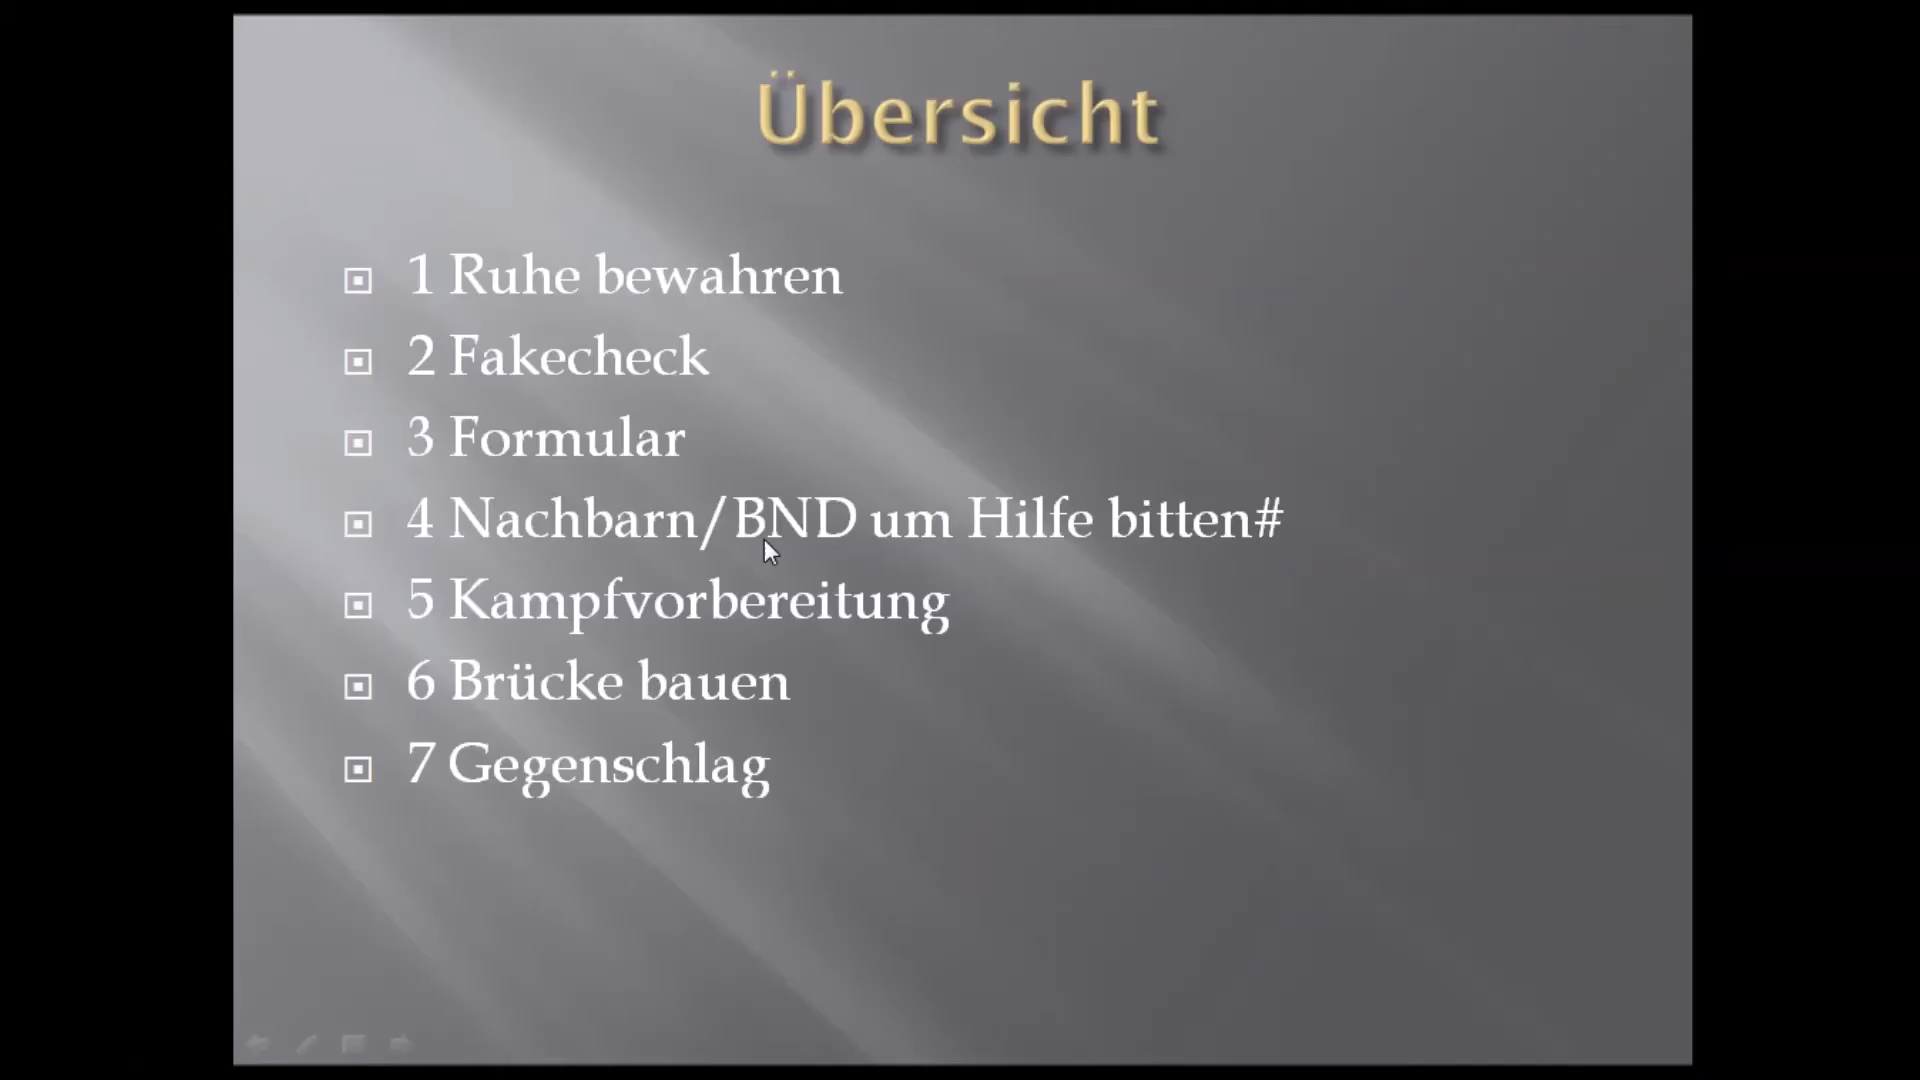 Übersicht
1 Ruhe bewahren
2 Fakecheck
3 Formular
4 Nachbarn/BND um Hilfe bitten#
5 Kampfvorbereitung
6 Brücke bauen
7 Gegenschlag